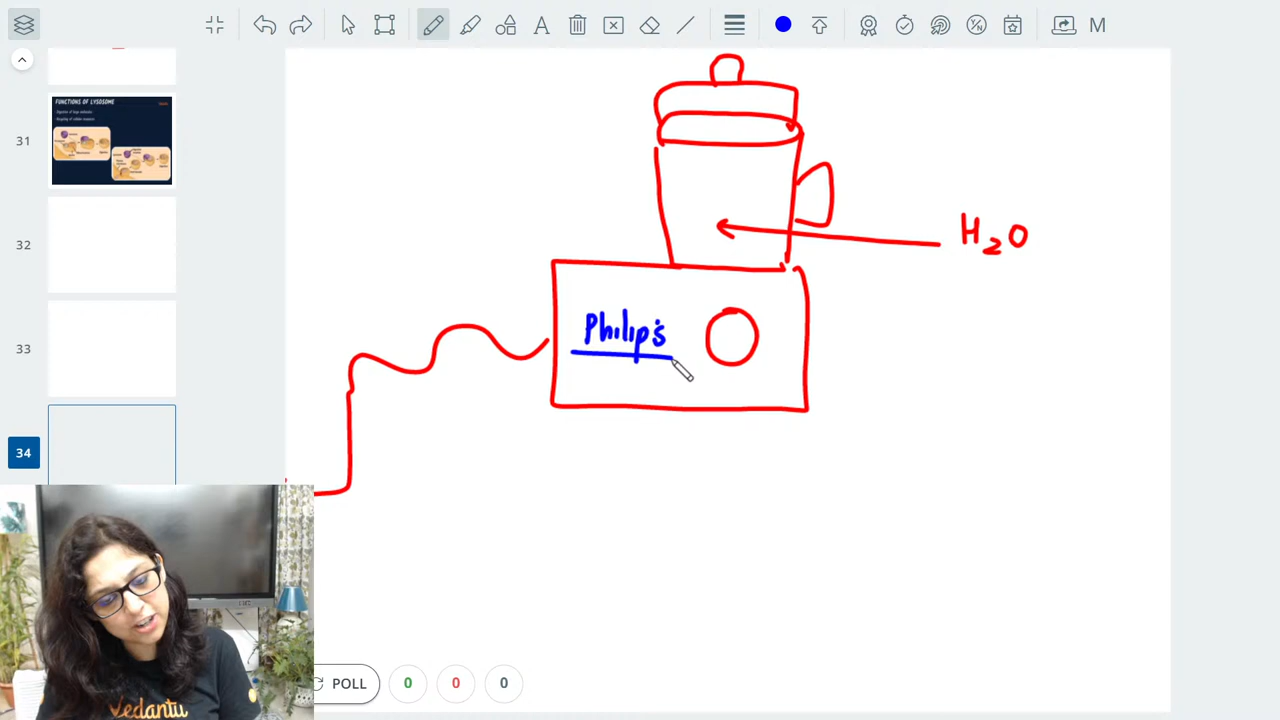 M
FUNCTIONS OF LYSOSOME
31
32
33
34
H₂O
Philip's
POLL
0
0
0
Vedantu